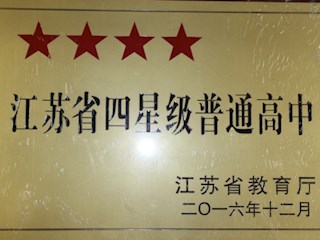 江苏省四星级普通高中
江苏省教育厅
二〇一六年十二月